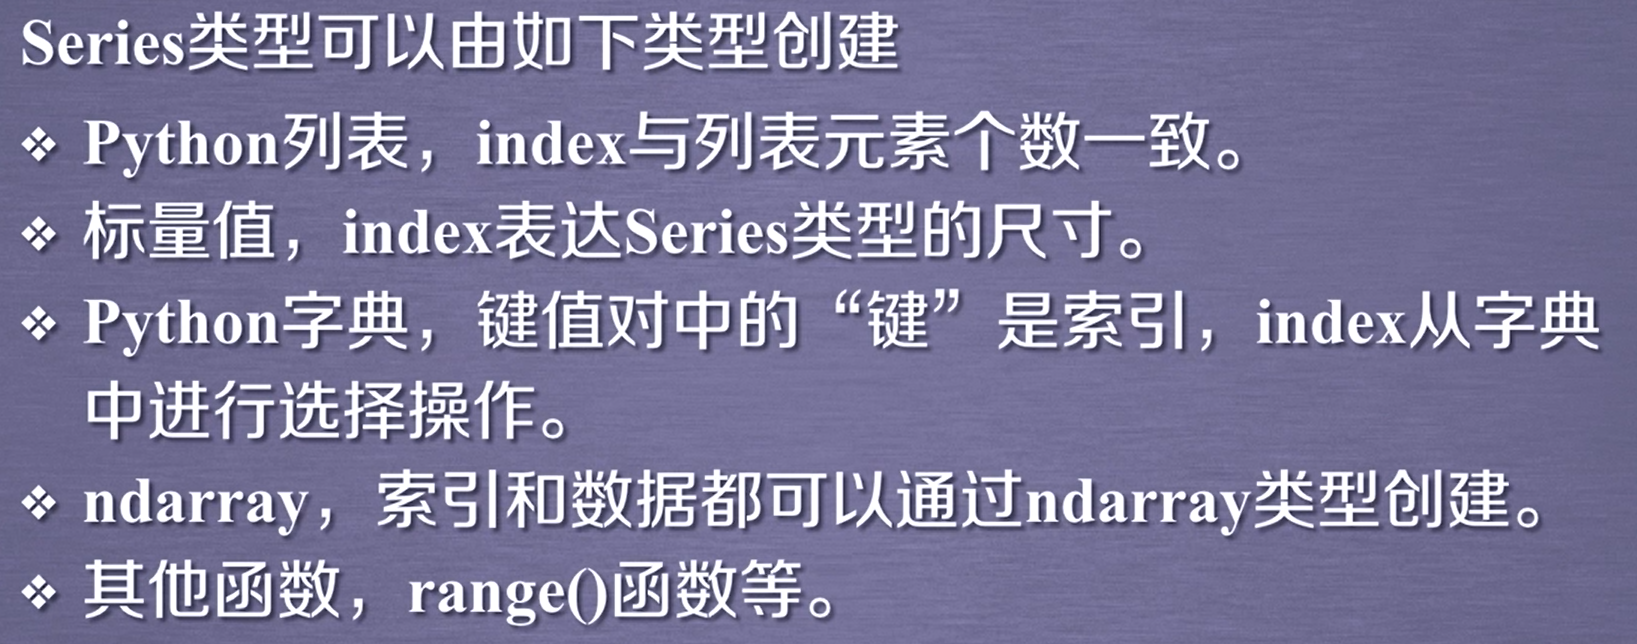 Series类型可以由如下类型创建
❖ Python列表，index与列表元素个数一致。
❖ 标量值，index表达Series类型的尺寸。
❖ Python字典，键值对中的“键”是索引，index从字典
中进行选择操作。
❖ ndarray，索引和数据都可以通过ndarray类型创建。
❖ 其他函数，range()函数等。